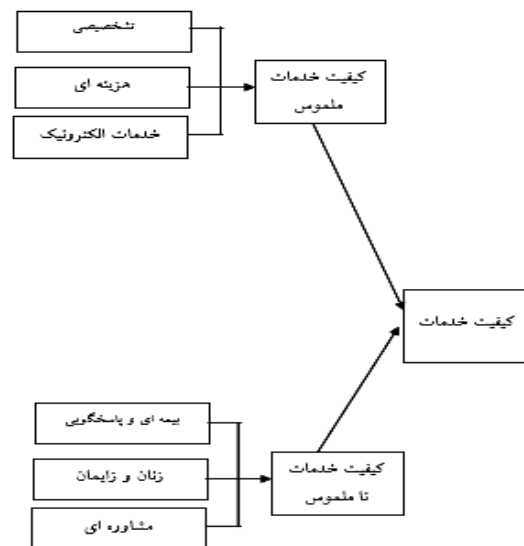 تشخیصی
هزینه ای
خدمات الکترونیک
کیفیت خدمات
ملموس
کیفیت خدمات
بیمه ای و پاسخگویی
زنان و زایمان
مشاوره ای
کیفیت خدمات
نا ملموس